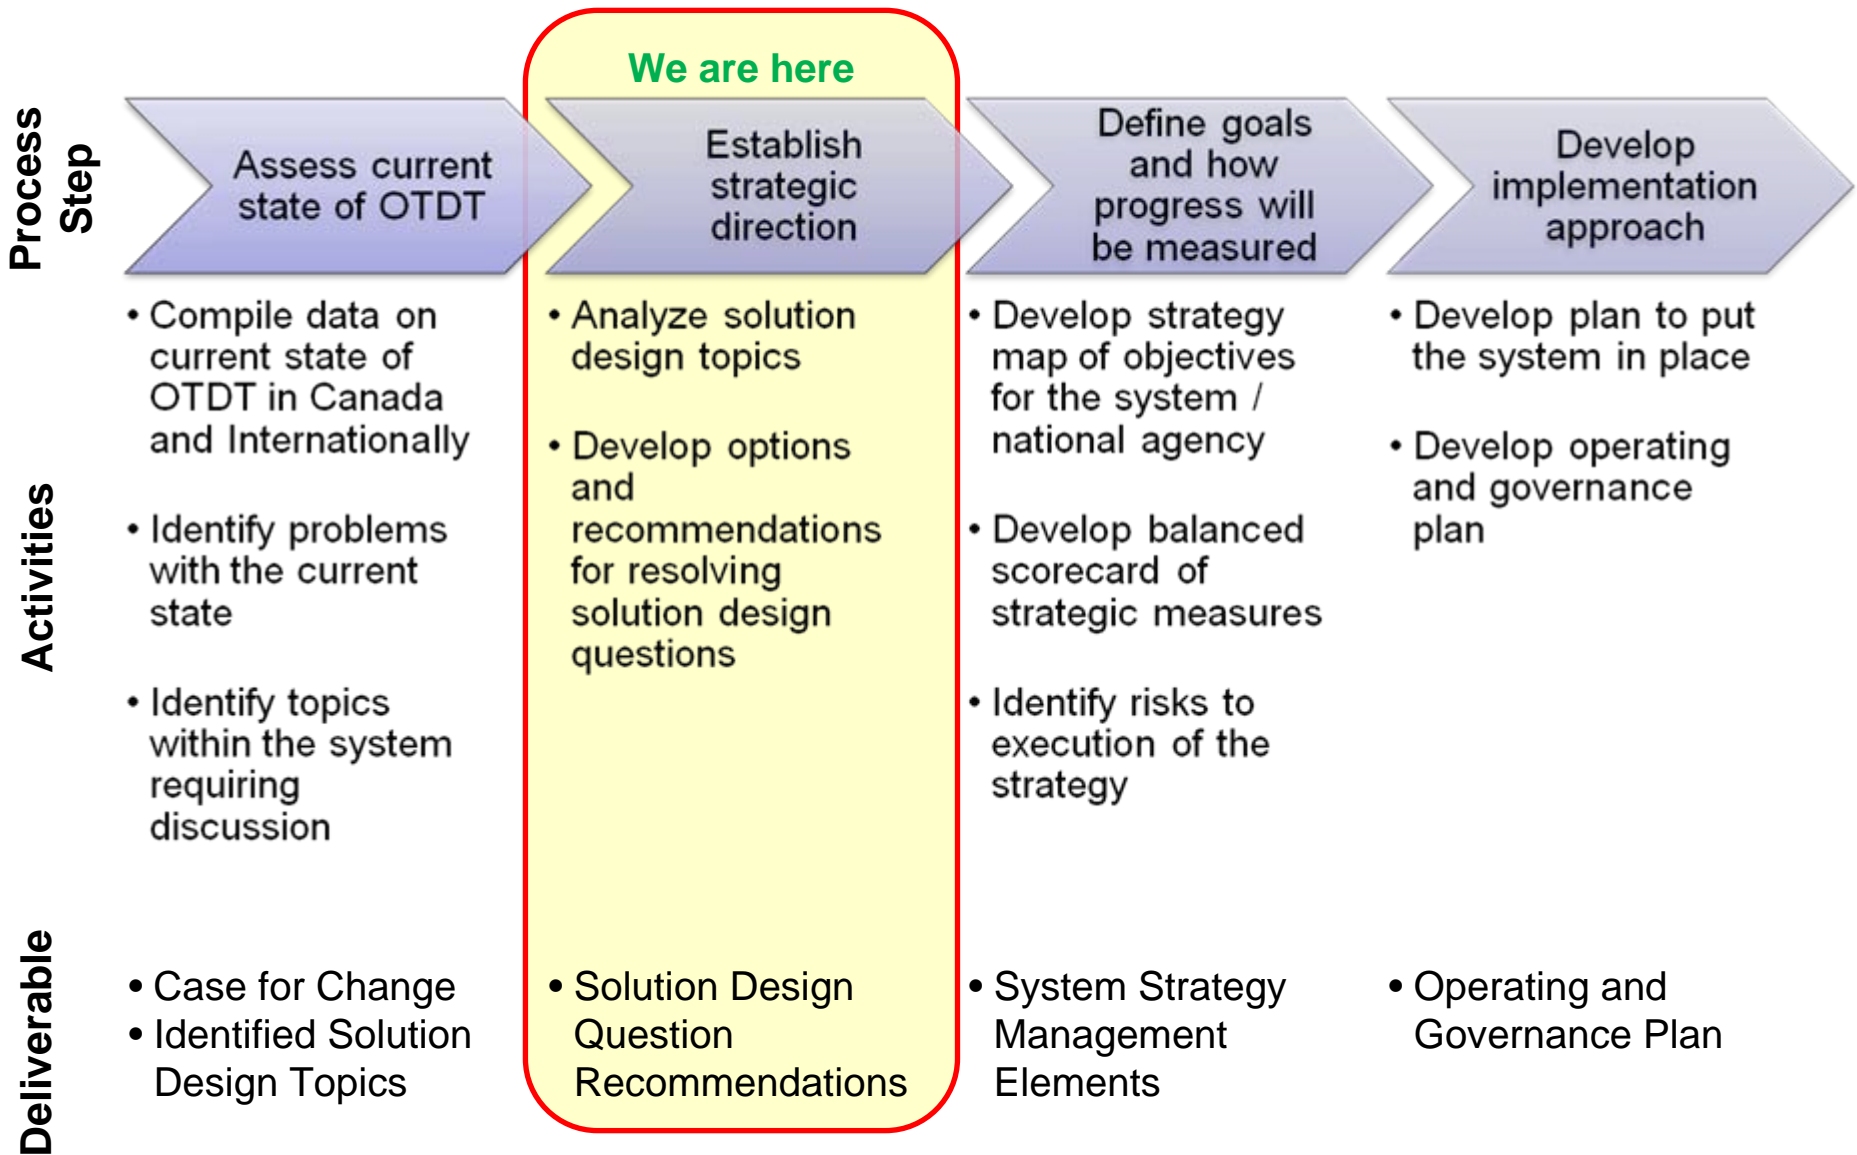 We are here
Process
Step
Assess current
state of OTDT
Establish
strategic
direction
Define goals
and how
progress will
be measured
Develop
implementation
approach
Activities
• Compile data on
current state of
OTDT in Canada
and Internationally
• Identify problems
with the current
state
• Identify topics
within the system
requiring
discussion
• Analyze solution
design topics
• Develop options
and
recommendations
for resolving
solution design
questions
• Develop strategy
map of objectives
for the system /
national agency
• Develop balanced
scorecard of
strategic measures
• Identify risks to
execution of the
strategy
• Develop plan to put
the system in place
• Develop operating
and governance
plan
Deliverable
• Case for Change
• Identified Solution
Design Topics
• Solution Design
Question
Recommendations
• System Strategy
Management
Elements
• Operating and
Governance Plan